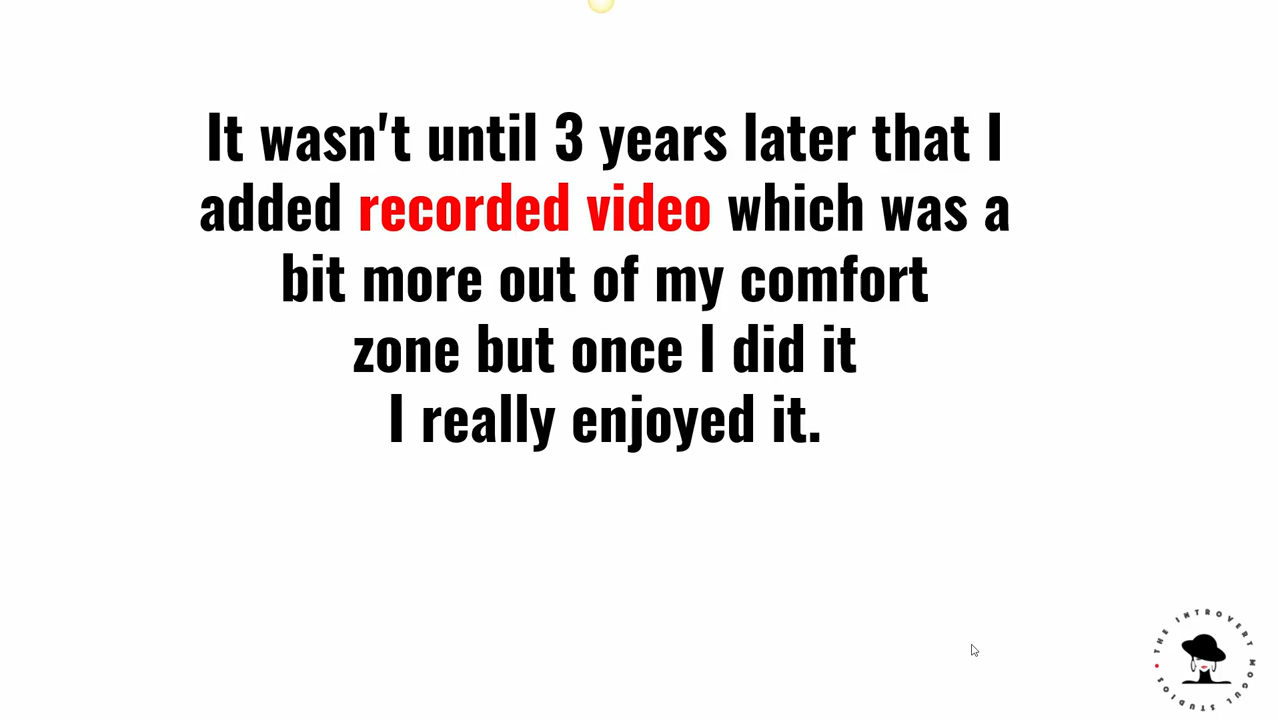 It wasn't until 3 years later that I
added recorded video which was a
bit more out of my comfort
zone but once I did it
I really enjoyed it.
THE INTROVERT MOGUL STUDIOS